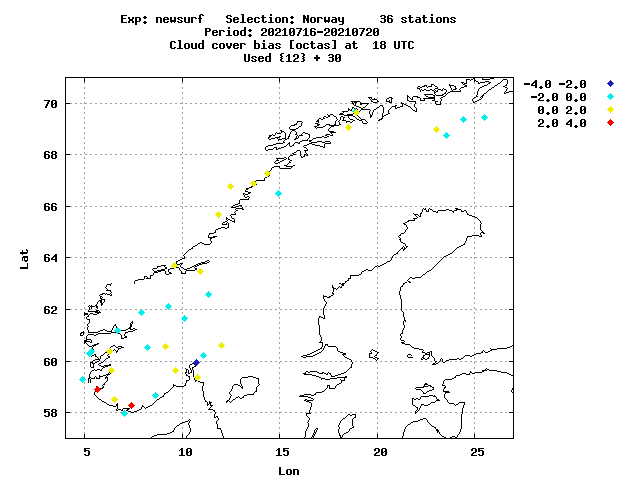 Exp: newsurf   Selection: Norway     36 stations
Period: 20210716-20210720
Cloud cover bias [octas] at  18 UTC
Used {12} + 30
-4.0 -2.0
-2.0 0.0
0.0 2.0
2.0 4.0
70
68
66
64
62
60
58
Lat
5 10 15 20 25
Lon